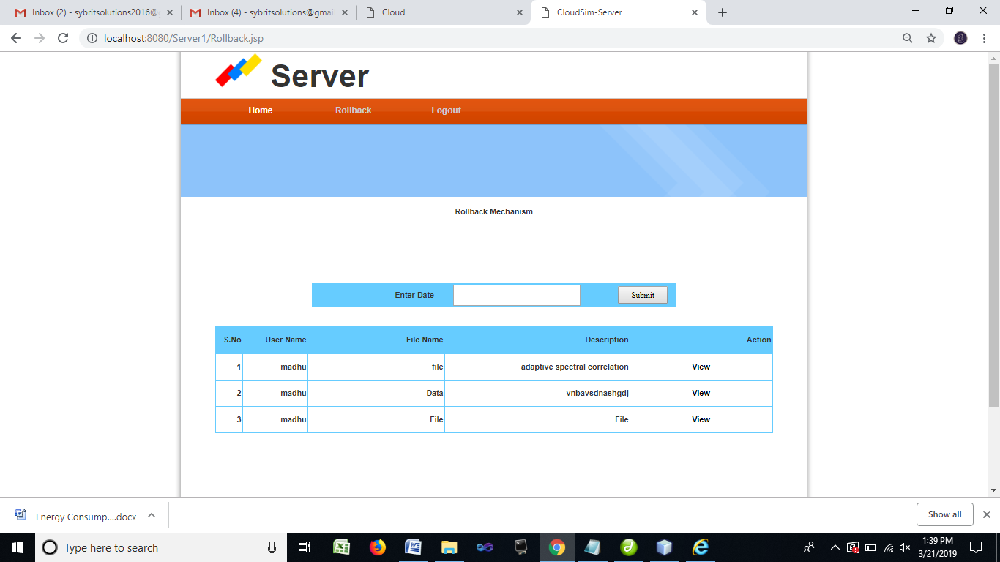 Inbox (2) - sybritsolutions2016@
Inbox (4) - sybritsolutions@gmai
Cloud
CloudSim-Server
localhost:8080/Server1/Rollback.jsp
Server
Home Rollback Logout
Rollback Mechanism
Enter Date Submit
S.No User Name File Name Description Action
1 madhu file adaptive spectral correlation View
2 madhu Data vnbavsdnashgdj View
3 madhu File File View
Energy Consump....docx
Show all
Type here to search
1:39 PM
3/21/2019